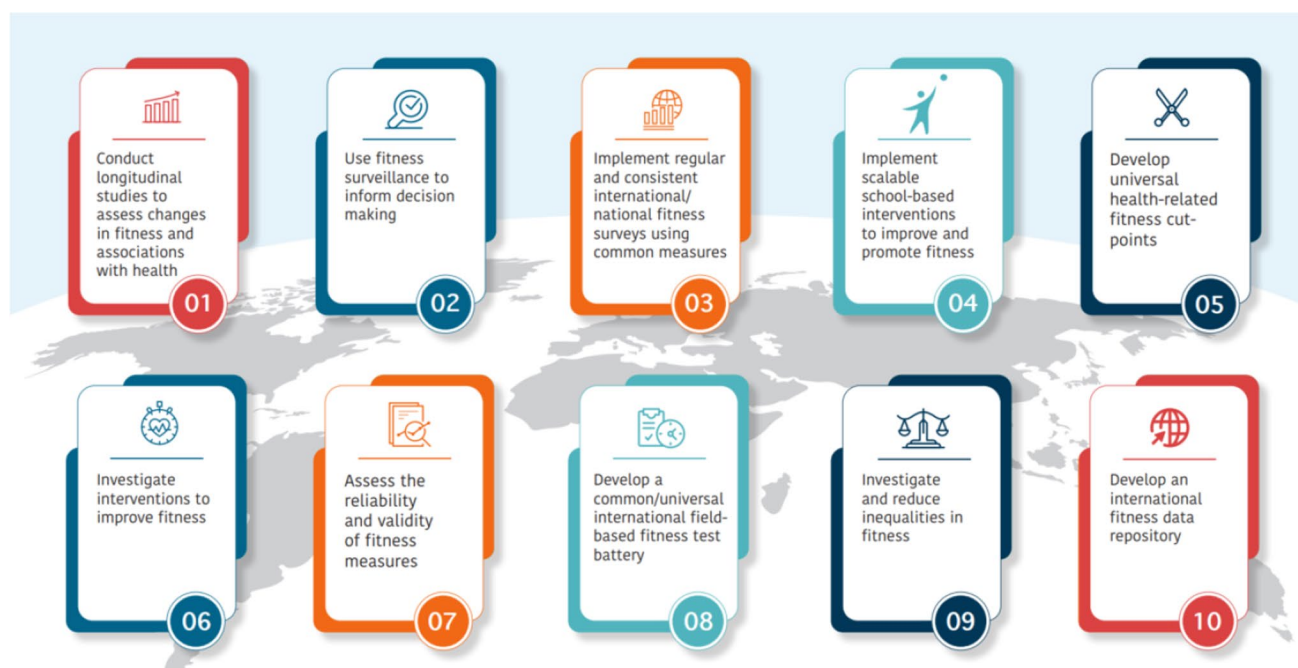 Conduct
longitudinal
studies to
assess changes
in fitness and
associations
with health
01
Use fitness
surveillance to
inform decision
making
02
Implement regular
and consistent
international/
national fitness
surveys using
common measures
03
Implement
scalable
school-based
interventions
to improve and
promote fitness
04
Develop
universal
health-related
fitness cut-
points
05
Investigate
interventions to
improve fitness
06
Assess the
reliability
and validity
of fitness
measures
07
Develop a
common/universal
international field-
based fitness test
battery
08
Investigate
and reduce
inequalities in
fitness
09
Develop an
international
fitness data
repository
10